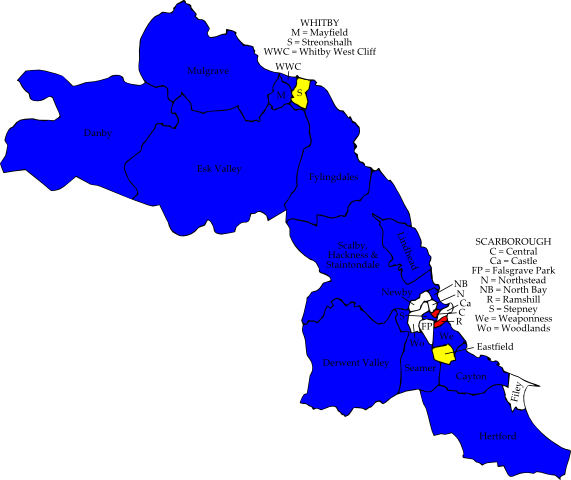 WHITBY
M = Mayfield
S = Streonshalh
WWC = Whitby West Cliff
WWC
Mulgrave
M
S
Danby
Esk Valley
Fylingdales
Lindhead
Scalby,
Hackness &
Staintondale
SCARBOROUGH
C = Central
Ca = Castle
FP = Falsgrave Park
N = Northstead
NB = North Bay
R = Ramshill
S = Stepney
We = Weaponness
Wo = Woodlands
NB
N
Newby
Ca
C
R
S
FP
Wo
We
Eastfield
Derwent Valley
Seamer
Cayton
Filey
Hertford